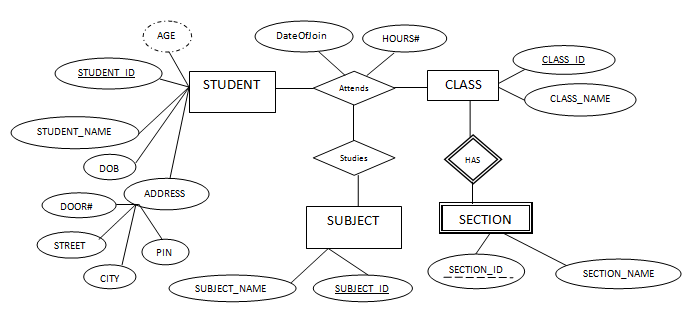 AGE
DateOfJoin
HOURS#
STUDENT_ID
STUDENT
Attends
CLASS
CLASS_ID
CLASS_NAME
STUDENT_NAME
DOB
Studies
HAS
ADDRESS
DOOR#
STREET
CITY
PIN
SUBJECT
SECTION
SUBJECT_NAME
SUBJECT_ID
SECTION_ID
SECTION_NAME